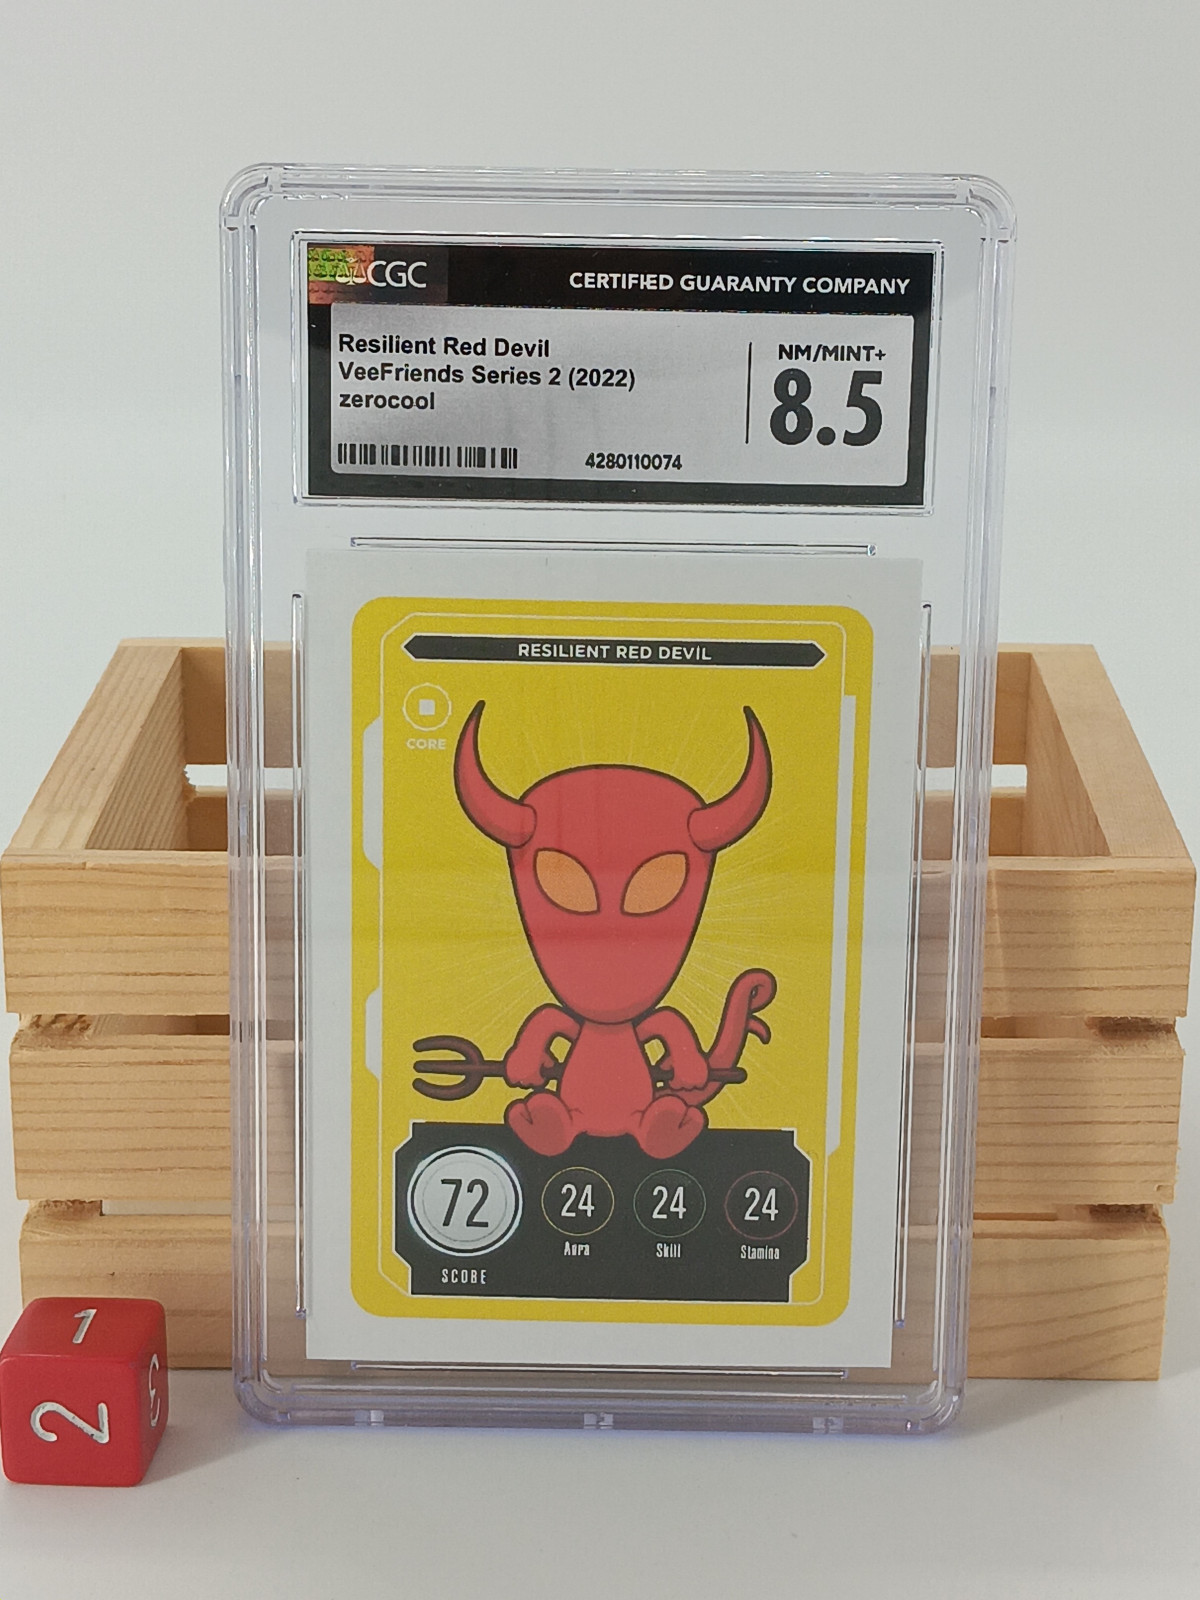 CGC
CERTIFIED GUARANTY COMPANY
Resilient Red Devil
VeeFriends Series 2 (2022)
zerocool
NM/MINT+
8.5
4280110074
RESILIENT RED DEVIL
CORE
72
24
24
24
Aura
Skill
Stamina
SCORE
1
2
3